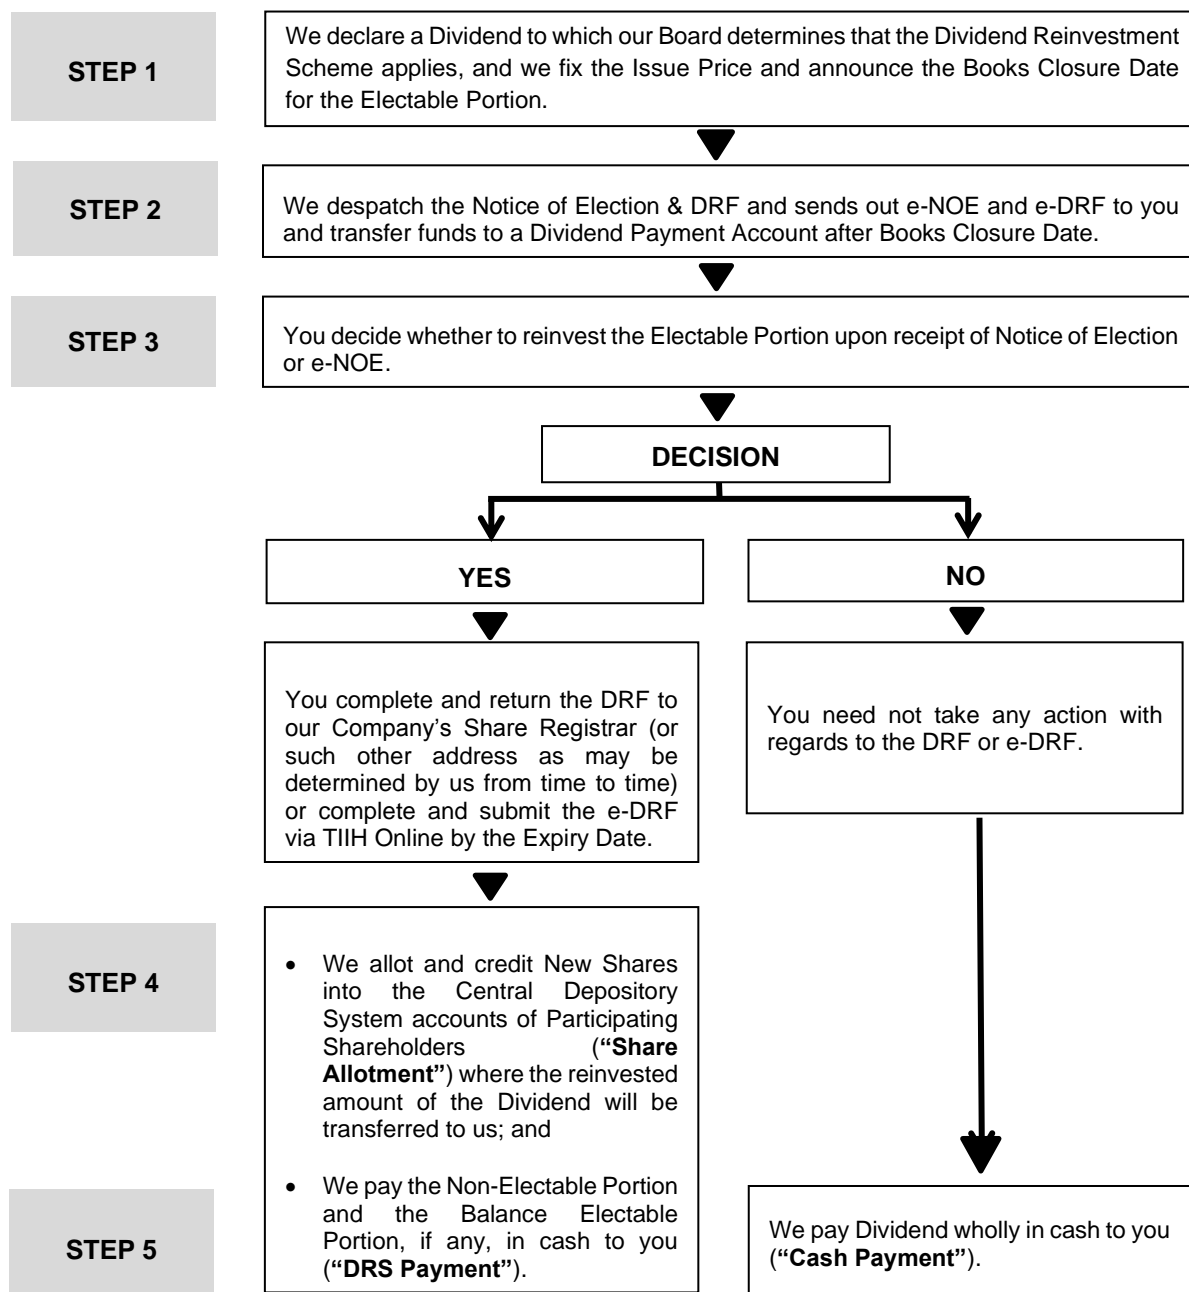 STEP 1
We declare a Dividend to which our Board determines that the Dividend Reinvestment
Scheme applies, and we fix the Issue Price and announce the Books Closure Date
for the Electable Portion.
STEP 2
We despatch the Notice of Election & DRF and sends out e-NOE and e-DRF to you
and transfer funds to a Dividend Payment Account after Books Closure Date.
STEP 3
You decide whether to reinvest the Electable Portion upon receipt of Notice of Election
or e-NOE.
DECISION
YES
NO
You complete and return the DRF to
our Company’s Share Registrar (or
such other address as may be
determined by us from time to time)
or complete and submit the e-DRF
via TIIH Online by the Expiry Date.
You need not take any action with
regards to the DRF or e-DRF.
STEP 4
• We allot and credit New Shares
into the Central Depository
System accounts of Participating
Shareholders (“Share
Allotment”) where the reinvested
amount of the Dividend will be
transferred to us; and
STEP 5
• We pay the Non-Electable Portion
and the Balance Electable
Portion, if any, in cash to you
(“DRS Payment”).
We pay Dividend wholly in cash to you
(“Cash Payment”).